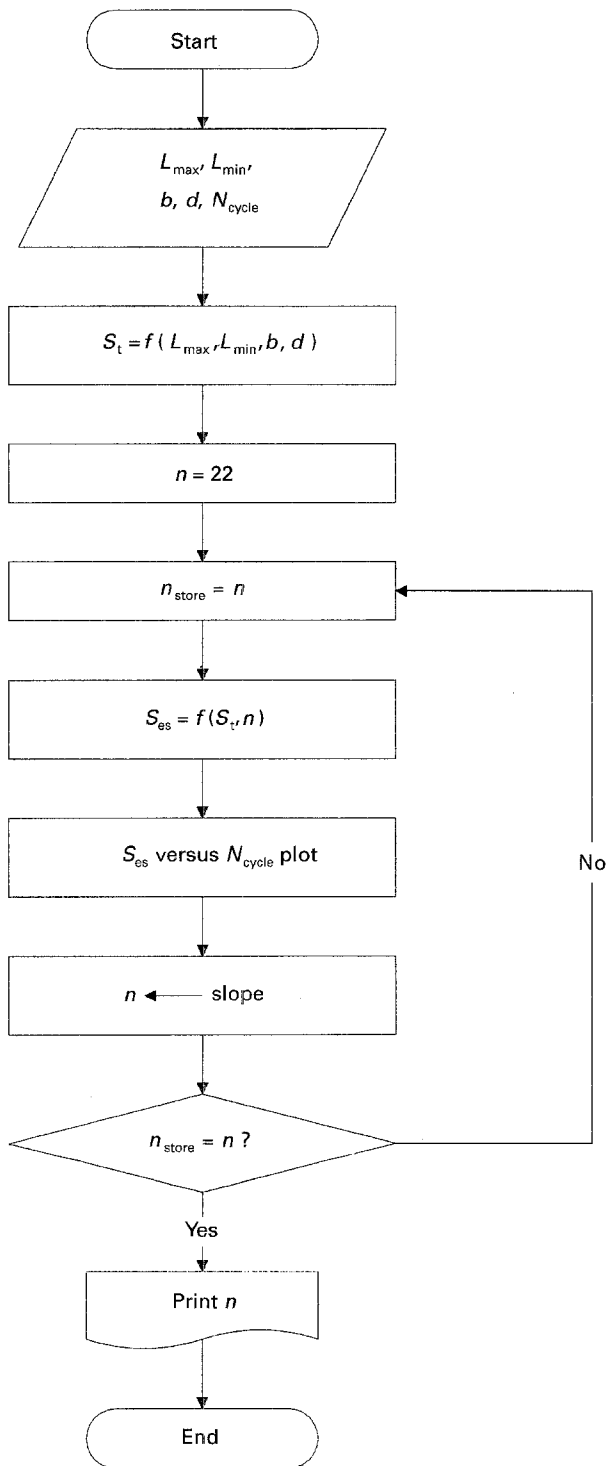 Start
L_max, L_min,
b, d, N_cycle
S_t = f ( L_max, L_min, b, d )
n = 22
n_store = n
S_es = f(S_t, n)
S_es versus N_cycle plot
No
n ← slope
n_store = n ?
Yes
Print n
End